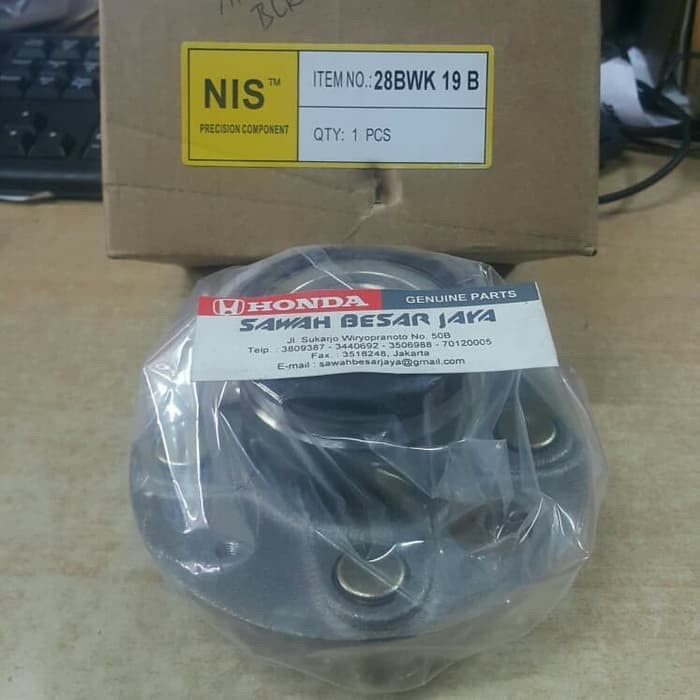 NIS™
PRECISION COMPONENT
ITEM NO.: 28BWK 19 B
QTY: 1 PCS
HONDA GENUINE PARTS
SAWAH BESAR JAYA
Jl. Sukarjo Wiryopranoto No. 50B
Telp. : 3809387 - 3440692 - 3506988 - 70120005
Fax. : 3518248, Jakarta
E-mail : sawahbesarjaya@gmail.com